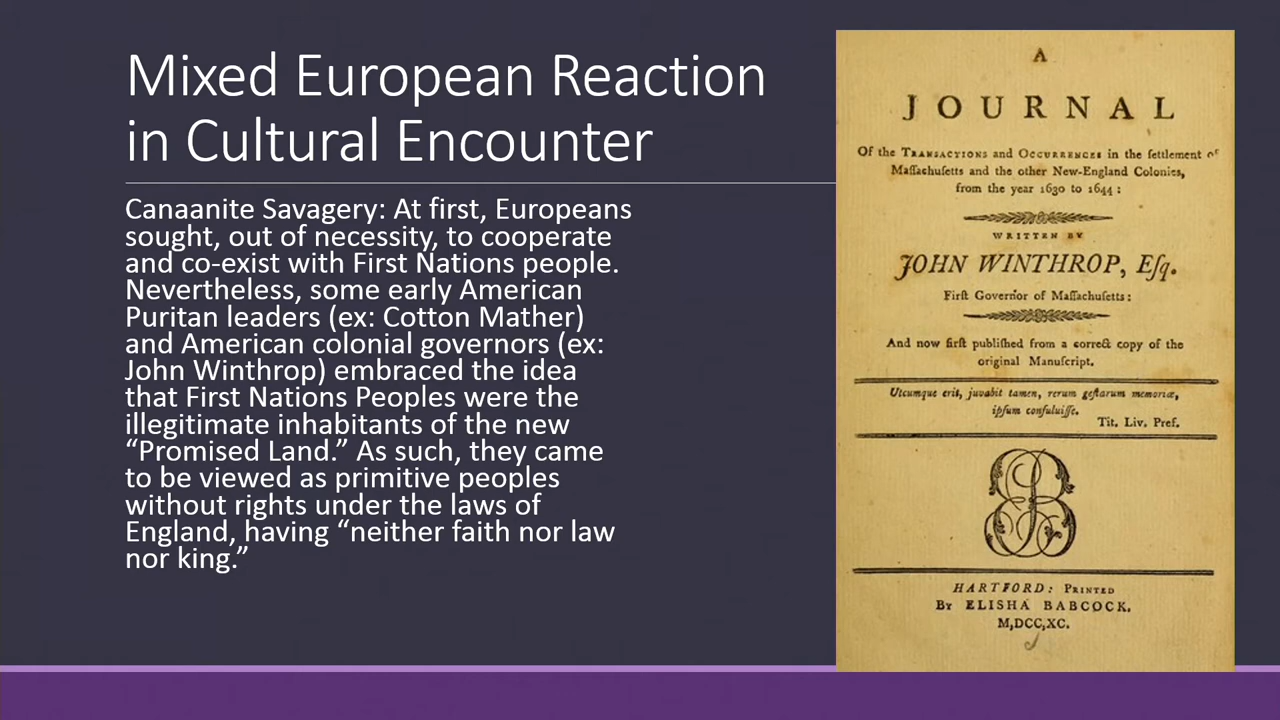 Mixed European Reaction
in Cultural Encounter
Canaanite Savagery: At first, Europeans
sought, out of necessity, to cooperate
and co-exist with First Nations people.
Nevertheless, some early American
Puritan leaders (ex: Cotton Mather)
and American colonial governors (ex:
John Winthrop) embraced the idea
that First Nations Peoples were the
illegitimate inhabitants of the new
“Promised Land.” As such, they came
to be viewed as primitive peoples
without rights under the laws of
England, having “neither faith nor law
nor king.”
A
JOURNAL
Of the TRANSACTIONS and OCCURRENCES in the ſettlement of
Maſſachuſetts and the other New-England Colonies,
from the year 1630 to 1644:
WRITTEN BY
JOHN WINTHROP, Eſq.
Firſt Governor of Maſſachuſetts:
And now firſt publiſhed from a correct copy of the
original Manuſcript.
Utcumque erit, juvabit tamen, rerum geſtarum memoriæ,
ipſum conſuluiſſe.
Tit. Liv. Pref.
HARTFORD: PRINTED
BY ELISHA BABCOCK.
M,DCC,XC.